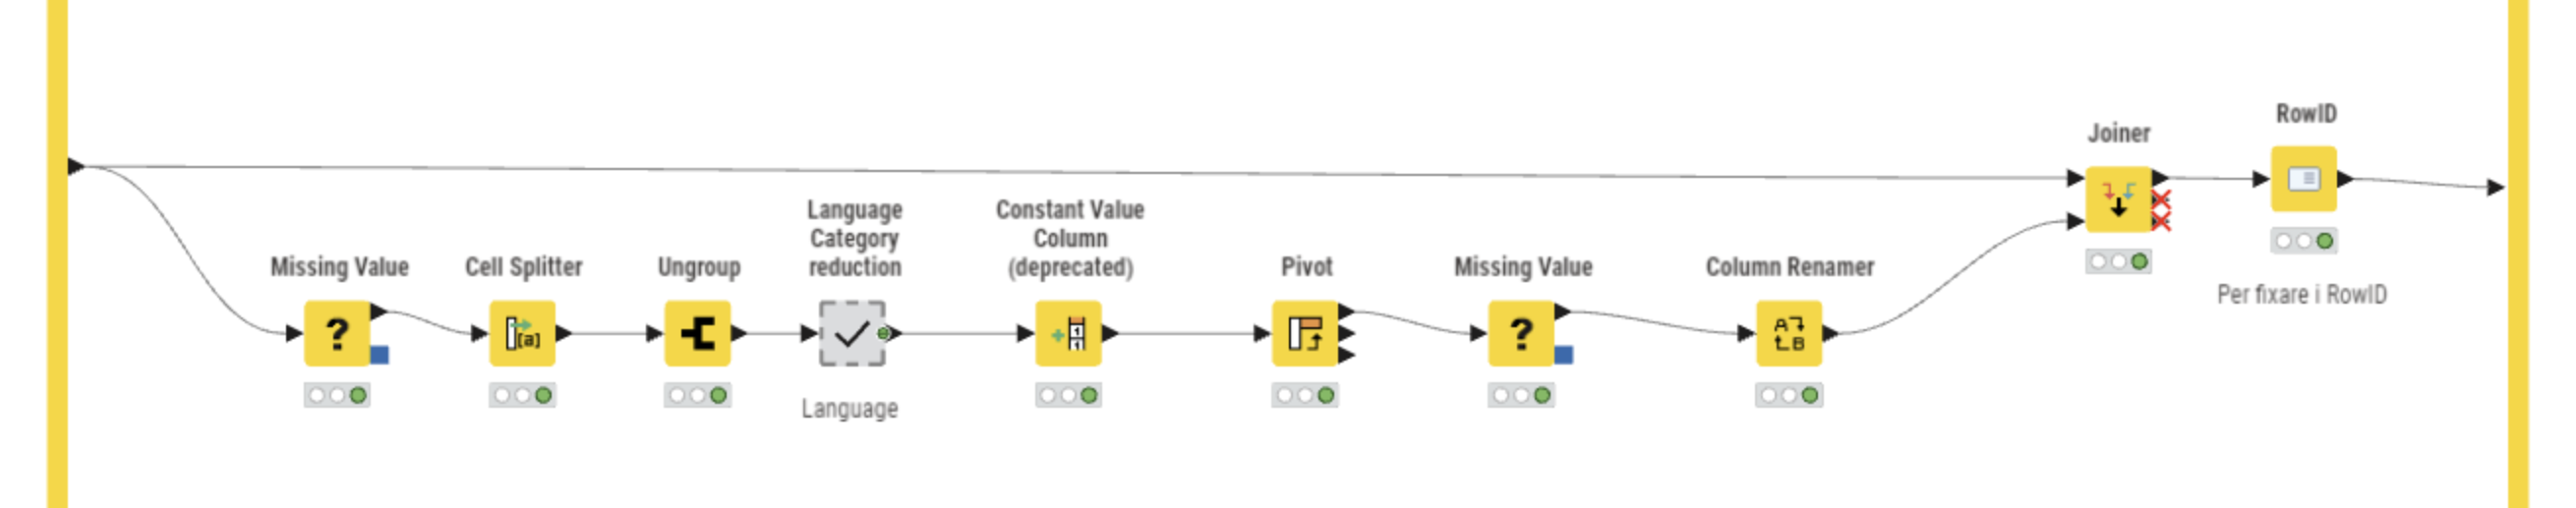 RowID
Joiner
Language
Category
reduction
Constant Value
Column
(deprecated)
Missing Value
Cell Splitter
Ungroup
Pivot
Missing Value
Column Renamer
Per fixare i RowID
Language